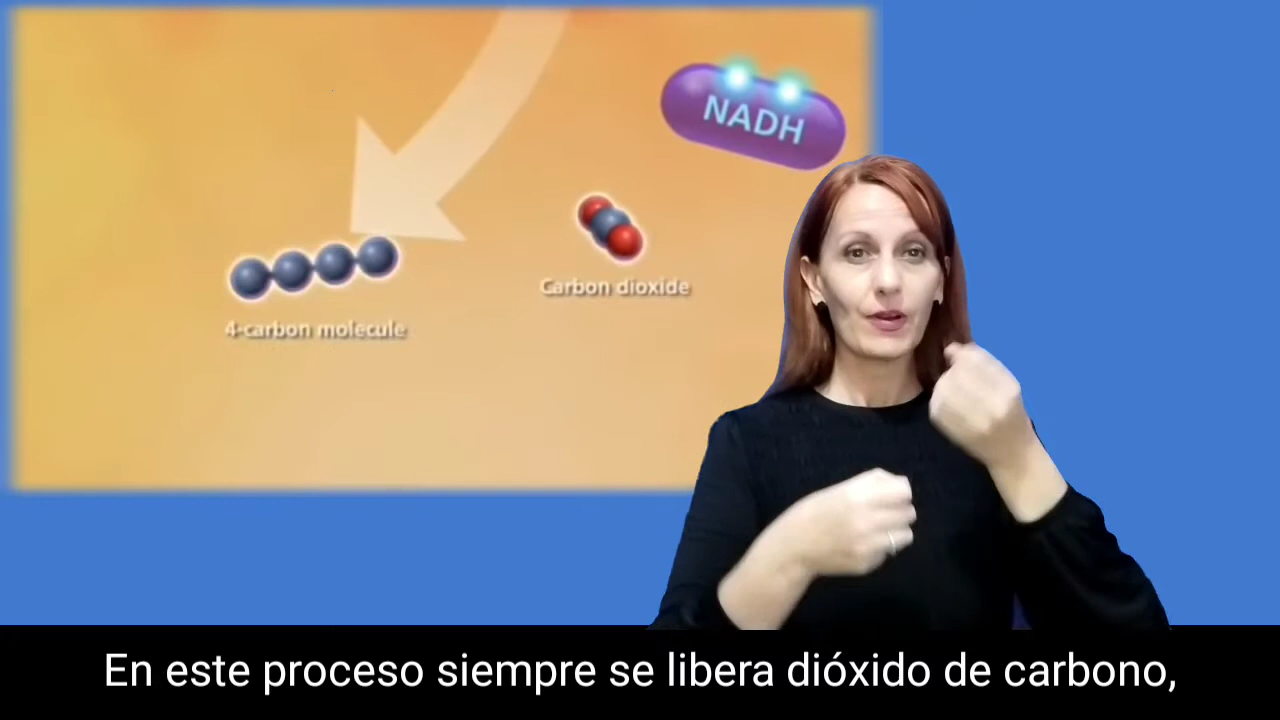 NADH
Carbon dioxide
4-carbon molecule
En este proceso siempre se libera dióxido de carbono,